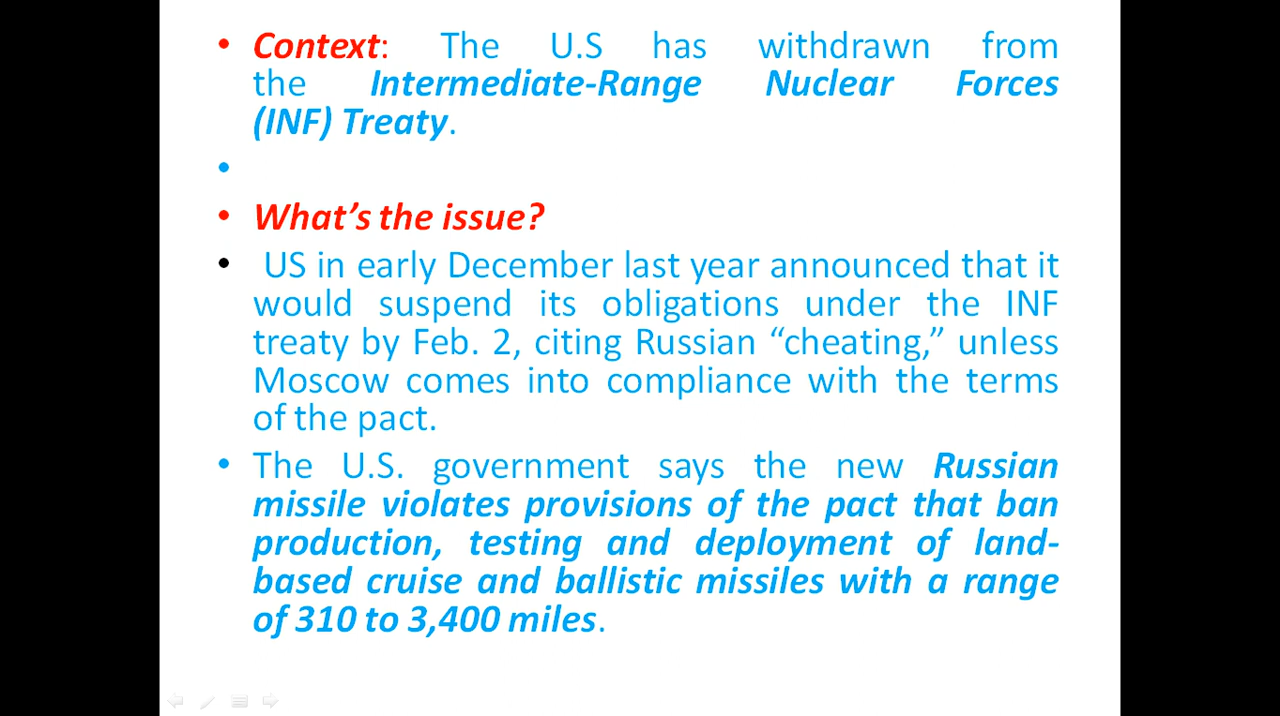 • Context: The U.S has withdrawn from
the Intermediate-Range Nuclear Forces
(INF) Treaty.
•
• What’s the issue?
• US in early December last year announced that it
would suspend its obligations under the INF
treaty by Feb. 2, citing Russian “cheating,” unless
Moscow comes into compliance with the terms
of the pact.
• The U.S. government says the new Russian
missile violates provisions of the pact that ban
production, testing and deployment of land-
based cruise and ballistic missiles with a range
of 310 to 3,400 miles.